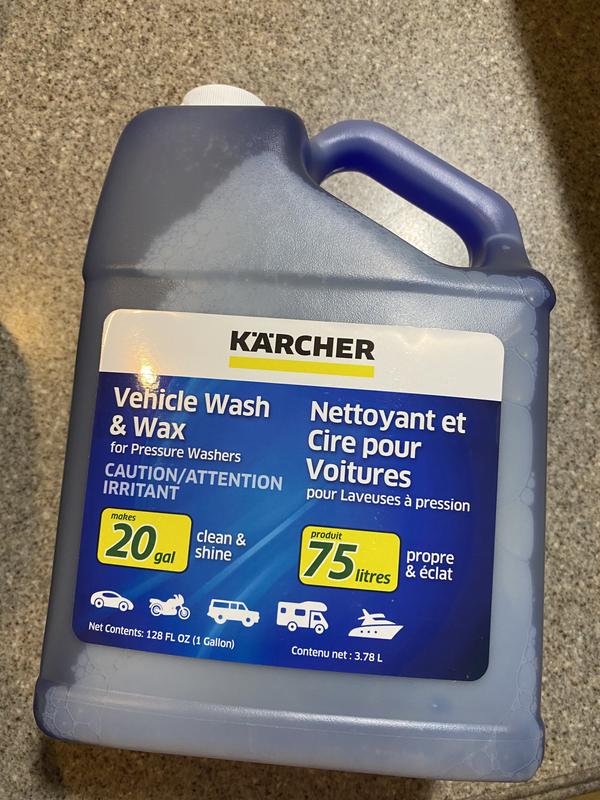 KÄRCHER
Vehicle Wash
& Wax
for Pressure Washers
CAUTION/ATTENTION
IRRITANT
makes
20 gal
clean &
shine
Net Contents: 128 FL OZ (1 Gallon)
Nettoyant et
Cire pour
Voitures
pour Laveuses à pression
produit
75 litres
propre
& éclat
Contenu net : 3.78 L